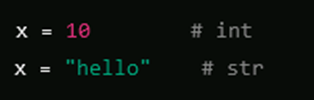 x = 10        # int
x = "hello"    # str